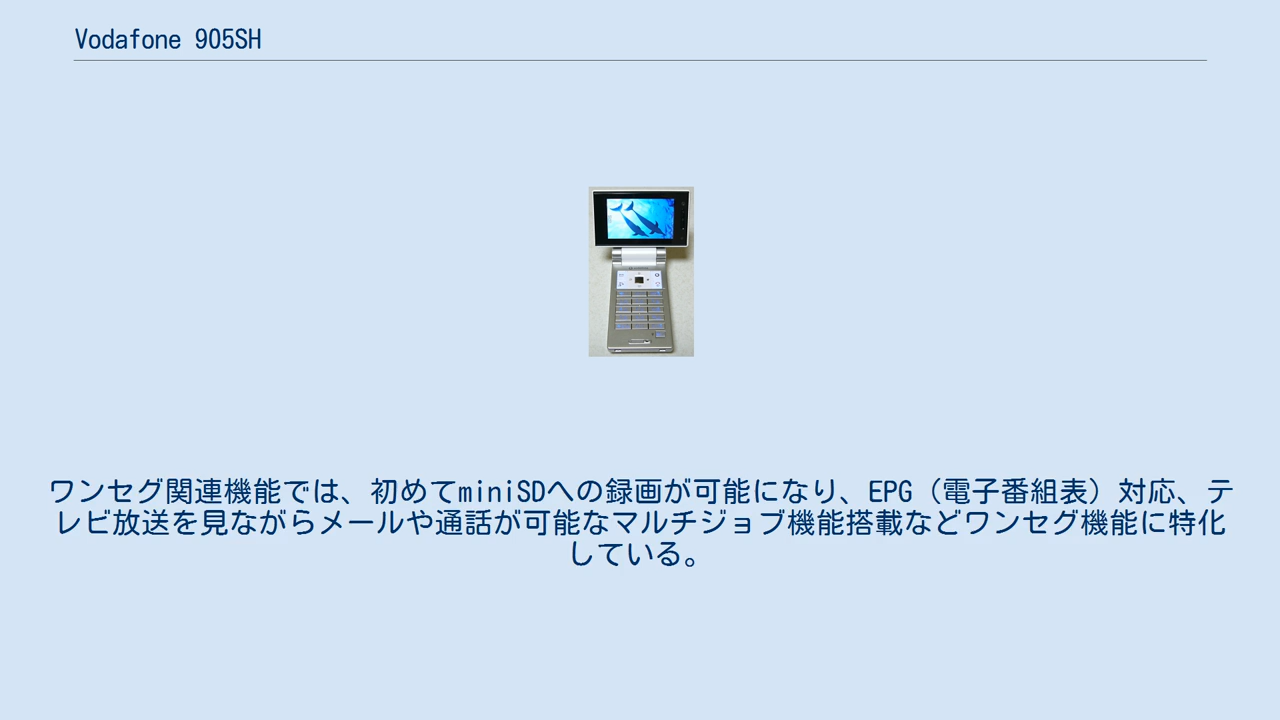 Vodafone 905SH
ワンセグ関連機能では、初めてminiSDへの録画が可能になり、EPG（電子番組表）対応、テ
レビ放送を見ながらメールや通話が可能なマルチジョブ機能搭載などワンセグ機能に特化
している。